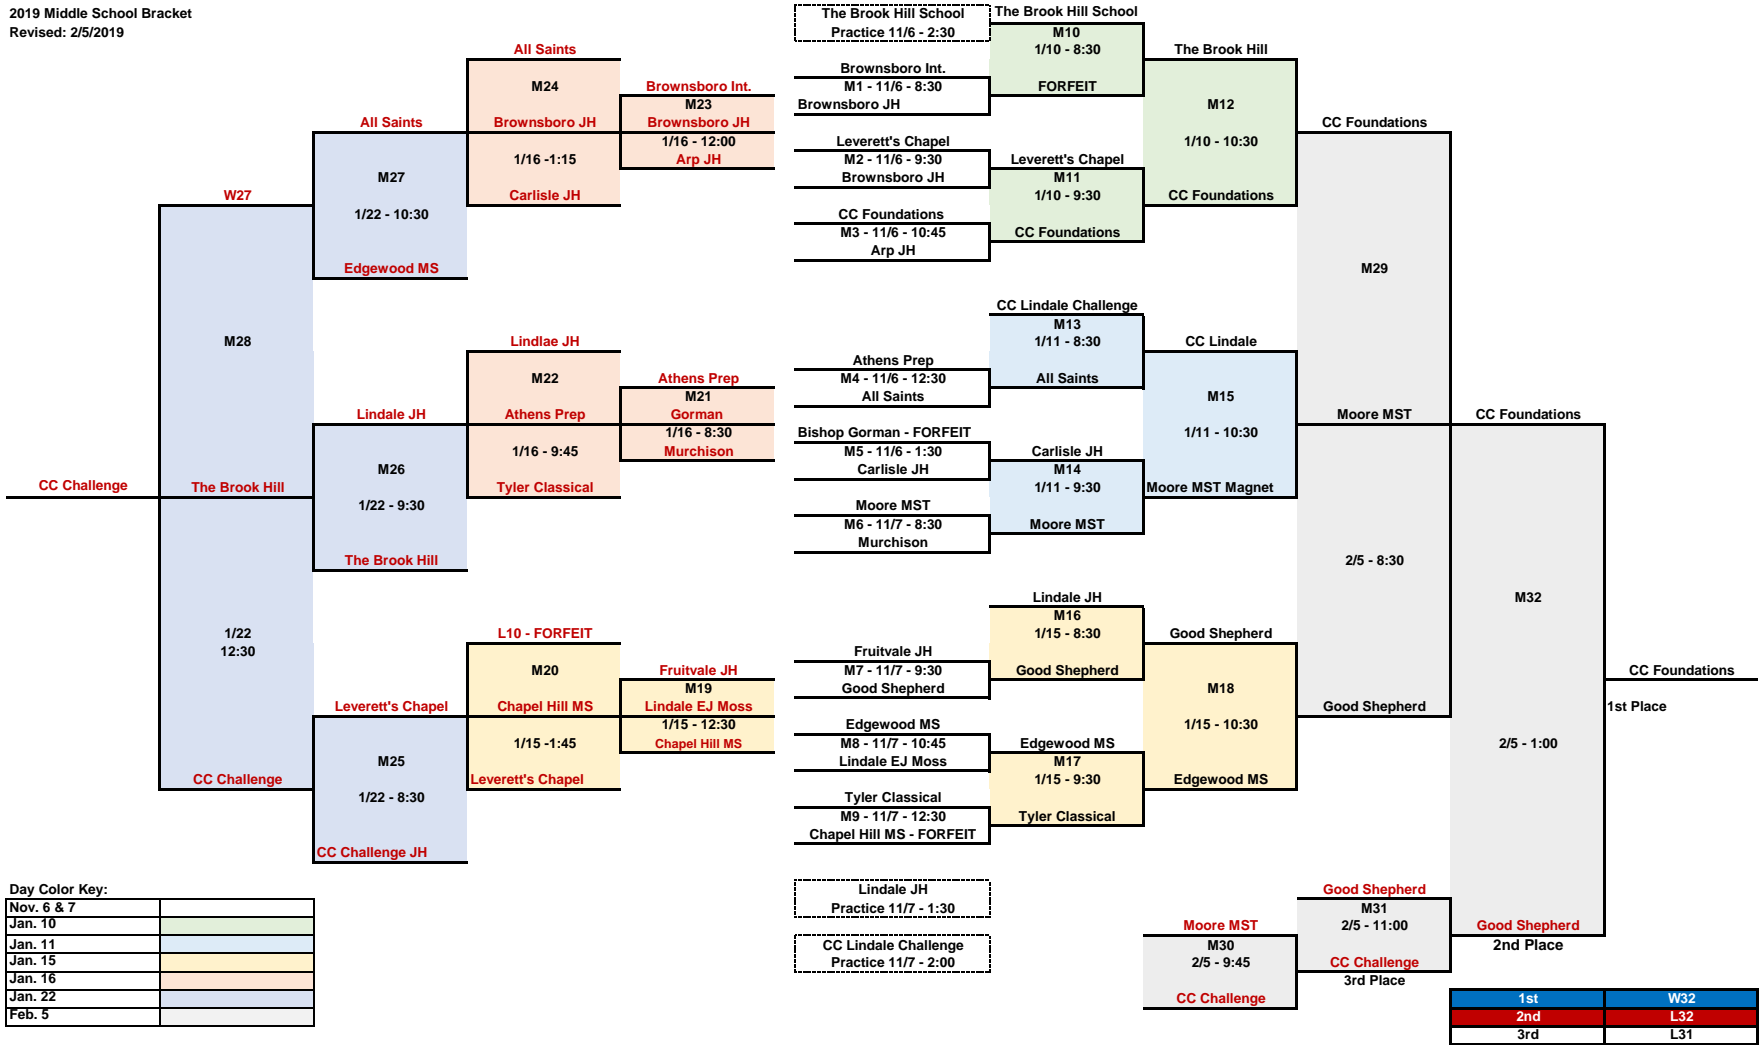 2019 Middle School Bracket
Revised: 2/5/2019
All Saints
M24
Brownsboro JH
1/16 -1:15
Carlisle JH
Brownsboro Int.
M23
Brownsboro JH
1/16 - 12:00
Arp JH
All Saints
M27
1/22 - 10:30
Edgewood MS
W27
M28
The Brook Hill
1/22
12:30
CC Challenge
CC Challenge
Lindlae JH
M22
Athens Prep
1/16 - 9:45
Tyler Classical
Athens Prep
M21
Gorman
1/16 - 8:30
Murchison
Lindale JH
M26
1/22 - 9:30
The Brook Hill
L10 - FORFEIT
M20
Chapel Hill MS
1/15 -1:45
Leverett's Chapel
Fruitvale JH
M19
Lindale EJ Moss
1/15 - 12:30
Chapel Hill MS
Leverett's Chapel
M25
1/22 - 8:30
CC Challenge JH
The Brook Hill School
Practice 11/6 - 2:30
Brownsboro Int.
M1 - 11/6 - 8:30
Brownsboro JH
Leverett's Chapel
M2 - 11/6 - 9:30
Brownsboro JH
CC Foundations
M3 - 11/6 - 10:45
Arp JH
Athens Prep
M4 - 11/6 - 12:30
All Saints
Bishop Gorman - FORFEIT
M5 - 11/6 - 1:30
Carlisle JH
Moore MST
M6 - 11/7 - 8:30
Murchison
Fruitvale JH
M7 - 11/7 - 9:30
Good Shepherd
Edgewood MS
M8 - 11/7 - 10:45
Lindale EJ Moss
Tyler Classical
M9 - 11/7 - 12:30
Chapel Hill MS - FORFEIT
Lindale JH
Practice 11/7 - 1:30
CC Lindale Challenge
Practice 11/7 - 2:00
The Brook Hill School
M10
1/10 - 8:30
FORFEIT
Leverett's Chapel
M11
1/10 - 9:30
CC Foundations
CC Lindale Challenge
M13
1/11 - 8:30
All Saints
Carlisle JH
M14
1/11 - 9:30
Moore MST
Lindale JH
M16
1/15 - 8:30
Good Shepherd
Edgewood MS
M17
1/15 - 9:30
Tyler Classical
The Brook Hill
M12
1/10 - 10:30
CC Foundations
CC Lindale
M15
1/11 - 10:30
Moore MST Magnet
Good Shepherd
M18
1/15 - 10:30
Edgewood MS
CC Foundations
M29
Moore MST
2/5 - 8:30
Good Shepherd
CC Foundations
M32
2/5 - 1:00
Good Shepherd
2nd Place
CC Foundations
1st Place
Moore MST
M30
2/5 - 9:45
CC Challenge
Good Shepherd
M31
2/5 - 11:00
CC Challenge
3rd Place
Day Color Key:
Nov. 6 & 7
Jan. 10
Jan. 11
Jan. 15
Jan. 16
Jan. 22
Feb. 5
1st W32
2nd L32
3rd L31